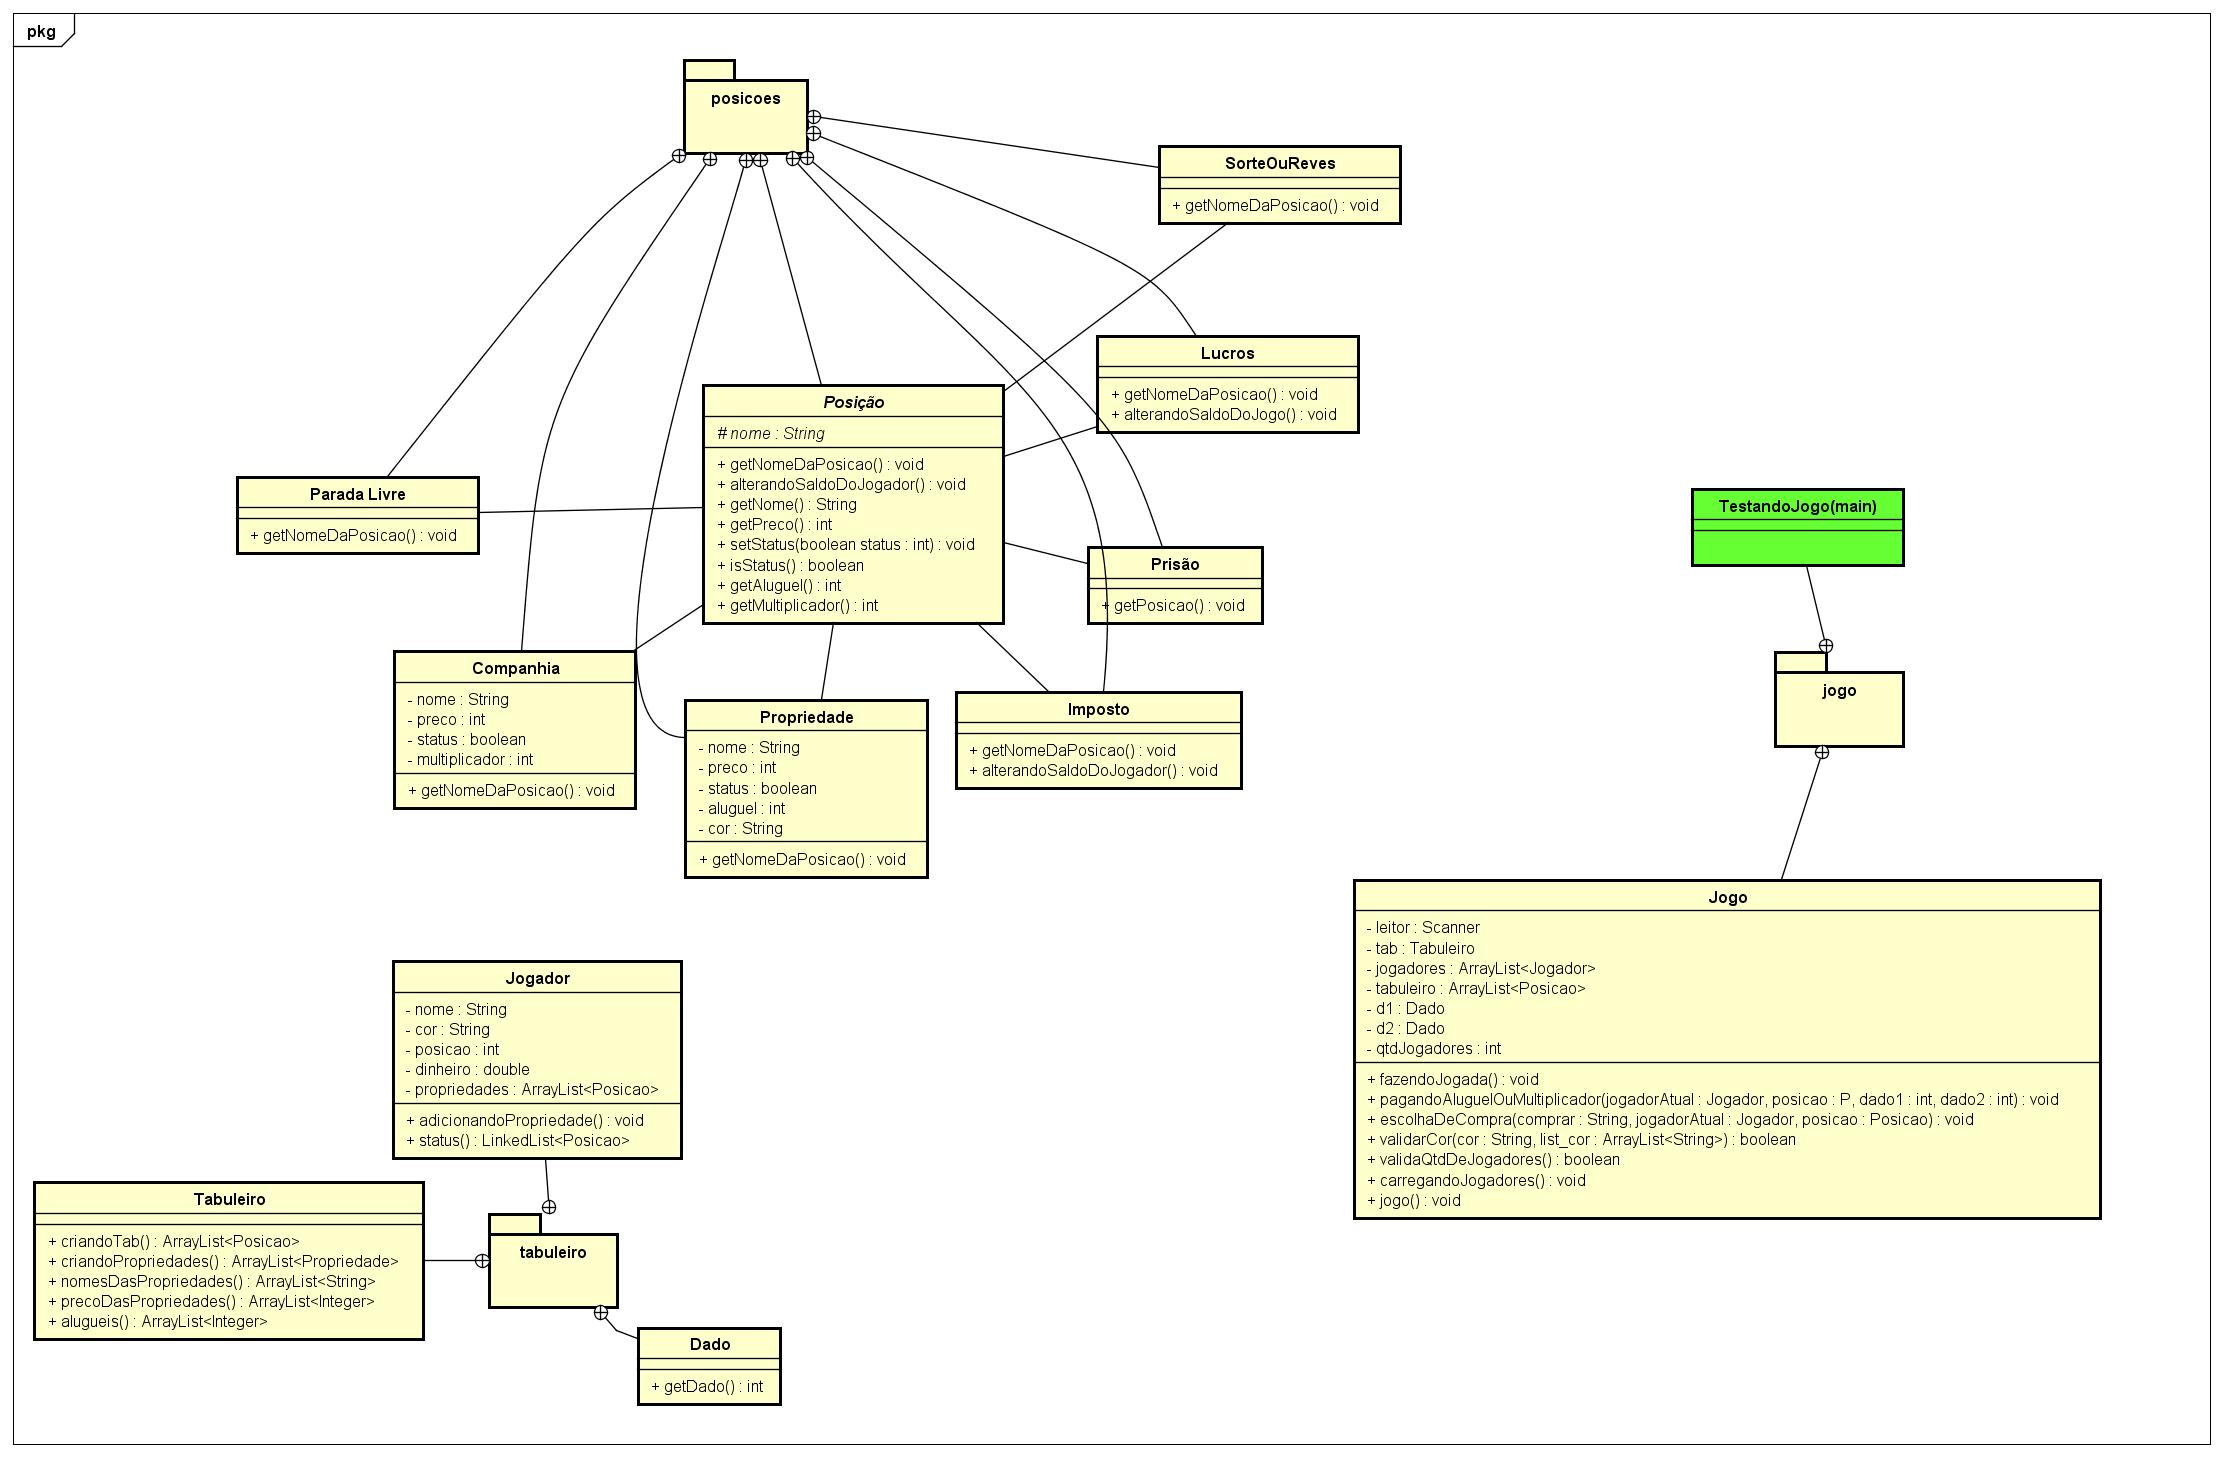 pkg
posicoes
SorteOuReves
+ getNomeDaPosicao() : void
Lucros
+ getNomeDaPosicao() : void
+ alterandoSaldoDoJogo() : void
Posição
# nome : String
+ getNomeDaPosicao() : void
+ alterandoSaldoDoJogador() : void
+ getNome() : String
+ getPreco() : int
+ setStatus(boolean status : int) : void
+ isStatus() : boolean
+ getAluguel() : int
+ getMultiplicador() : int
Parada Livre
+ getNomeDaPosicao() : void
TestandoJogo(main)
Prisão
+ getPosicao() : void
Companhia
- nome : String
- preco : int
- status : boolean
- multiplicador : int
+ getNomeDaPosicao() : void
Propriedade
- nome : String
- preco : int
- status : boolean
- aluguel : int
- cor : String
+ getNomeDaPosicao() : void
Imposto
+ getNomeDaPosicao() : void
+ alterandoSaldoDoJogador() : void
jogo
Jogo
- leitor : Scanner
- tab : Tabuleiro
- jogadores : ArrayList<Jogador>
- tabuleiro : ArrayList<Posicao>
- d1 : Dado
- d2 : Dado
- qtdJogadores : int
+ fazendoJogada() : void
+ pagandoAluguelOuMultiplicador(jogadorAtual : Jogador, posicao : P, dado1 : int, dado2 : int) : void
+ escolhaDeCompra(comprar : String, jogadorAtual : Jogador, posicao : Posicao) : void
+ validarCor(cor : String, list_cor : ArrayList<String>) : boolean
+ validaQtdDeJogadores() : boolean
+ carregandoJogadores() : void
+ jogo() : void
Jogador
- nome : String
- cor : String
- posicao : int
- dinheiro : double
- propriedades : ArrayList<Posicao>
+ adicionandoPropriedade() : void
+ status() : LinkedList<Posicao>
Tabuleiro
+ criandoTab() : ArrayList<Posicao>
+ criandoPropriedades() : ArrayList<Propriedade>
+ nomesDasPropriedades() : ArrayList<String>
+ precoDasPropriedades() : ArrayList<Integer>
+ alugueis() : ArrayList<Integer>
tabuleiro
Dado
+ getDado() : int